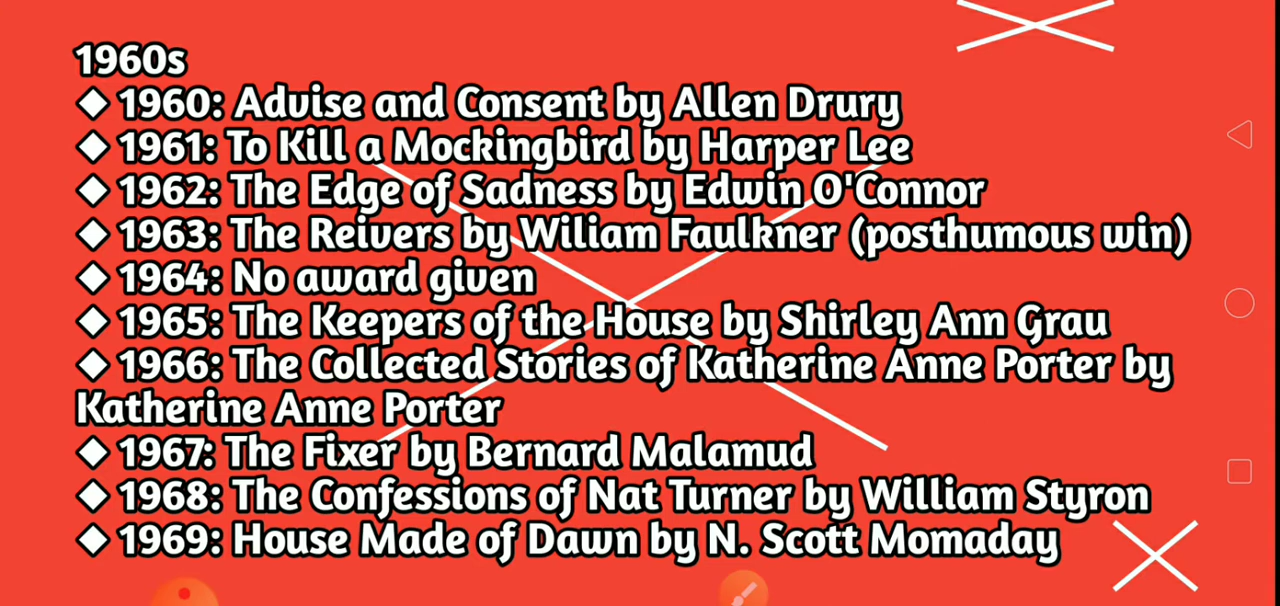 1960s
◆ 1960: Advise and Consent by Allen Drury
◆ 1961: To Kill a Mockingbird by Harper Lee
◆ 1962: The Edge of Sadness by Edwin O'Connor
◆ 1963: The Reivers by Wiliam Faulkner (posthumous win)
◆ 1964: No award given
◆ 1965: The Keepers of the House by Shirley Ann Grau
◆ 1966: The Collected Stories of Katherine Anne Porter by
Katherine Anne Porter
◆ 1967: The Fixer by Bernard Malamud
◆ 1968: The Confessions of Nat Turner by William Styron
◆ 1969: House Made of Dawn by N. Scott Momaday